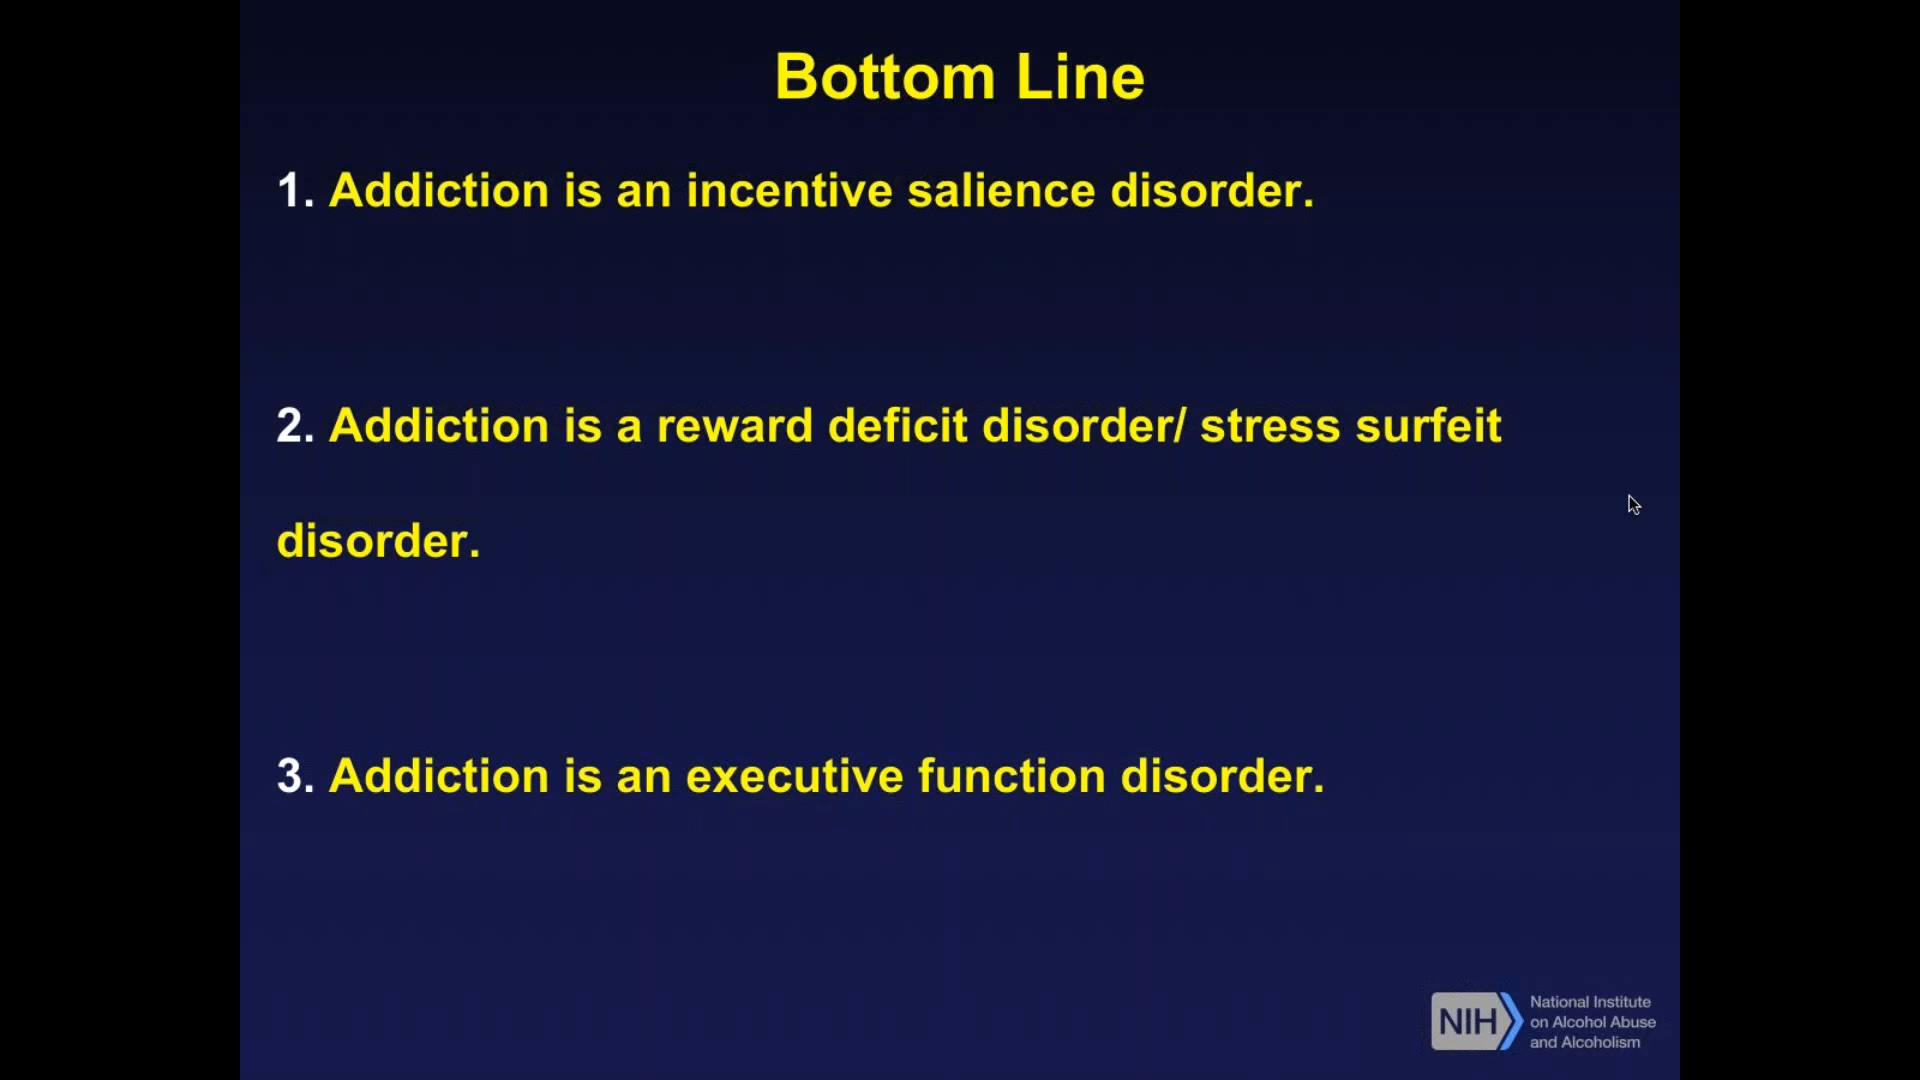 Bottom Line
1. Addiction is an incentive salience disorder.
2. Addiction is a reward deficit disorder/ stress surfeit
disorder.
3. Addiction is an executive function disorder.
NIH
National Institute
on Alcohol Abuse
and Alcoholism